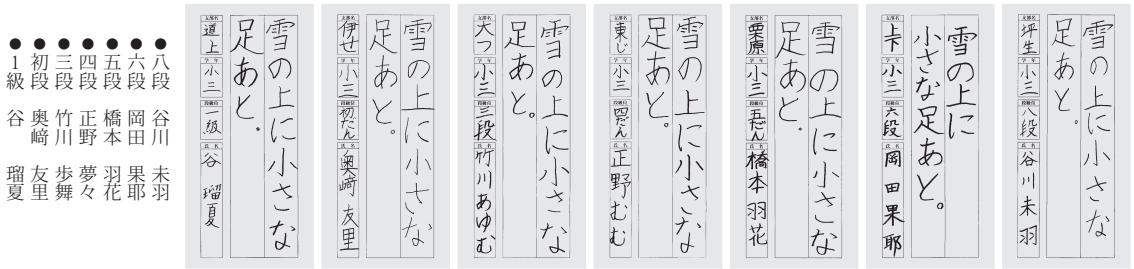 坪生 小三 八段 谷川未羽
雪の上に小さな
足あと。
上下 小三 六段 岡田果耶
雪の上に
小さな足あと。
栗原 小三 五だん 橋本羽花
雪の上に小さな
足あと。
東じ 小三 四だん 正野むむ
雪の上に小さな
足あと。
大つ 小三 三段 竹川あゆむ
雪の上に小さな
足あと。
伊せ 小三 初だん 奥﨑友里
雪の上に小さな
足あと。
道上 小三 一級 谷瑠夏
雪の上に小さな
足あと。
●八段 谷川 未羽
●六段 岡田 果耶
●五段 橋本 羽花
●四段 正野 夢々
●三段 竹川 歩舞
●初段 奥﨑 友里
●1級 谷 瑠夏